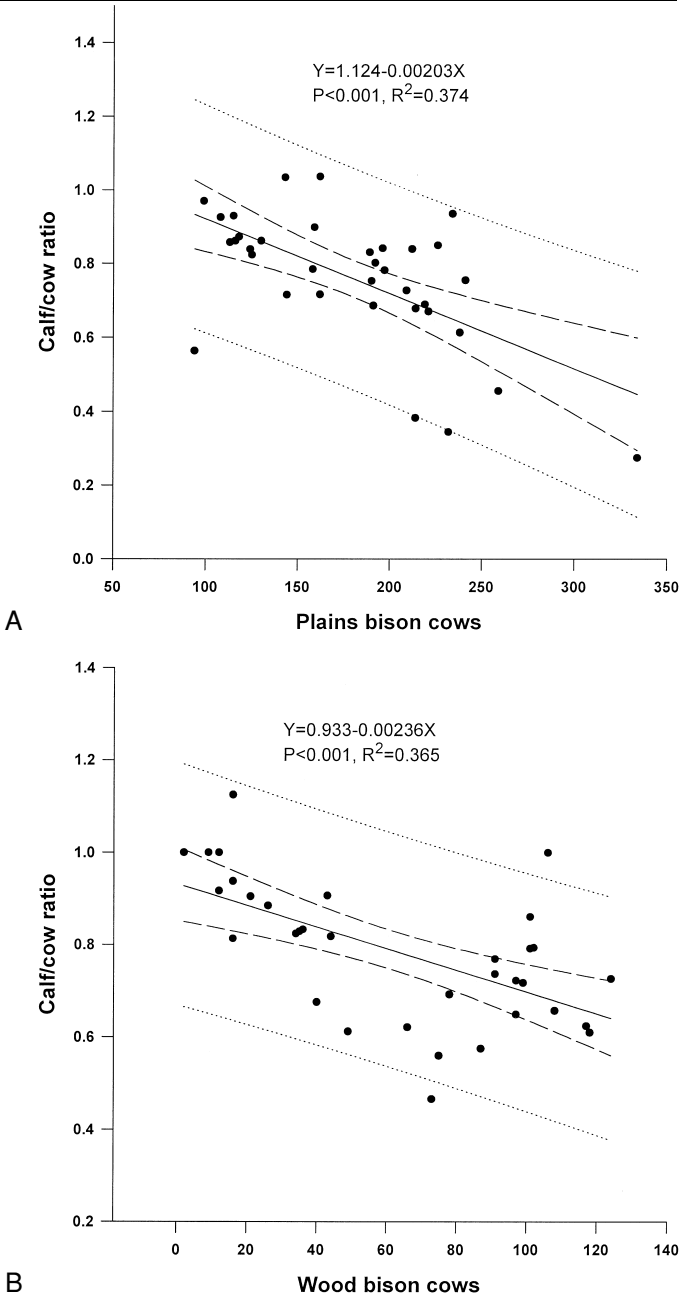 1.4
Y=1.124-0.00203X
P<0.001, R2=0.374
1.2
1.0
0.8
Calf/cow ratio
0.6
0.4
0.2
0.0
50 100 150 200 250 300 350
A
Plains bison cows
1.4
Y=0.933-0.00236X
P<0.001, R2=0.365
1.2
1.0
0.8
Calf/cow ratio
0.6
0.4
0.2
0 20 40 60 80 100 120 140
B
Wood bison cows